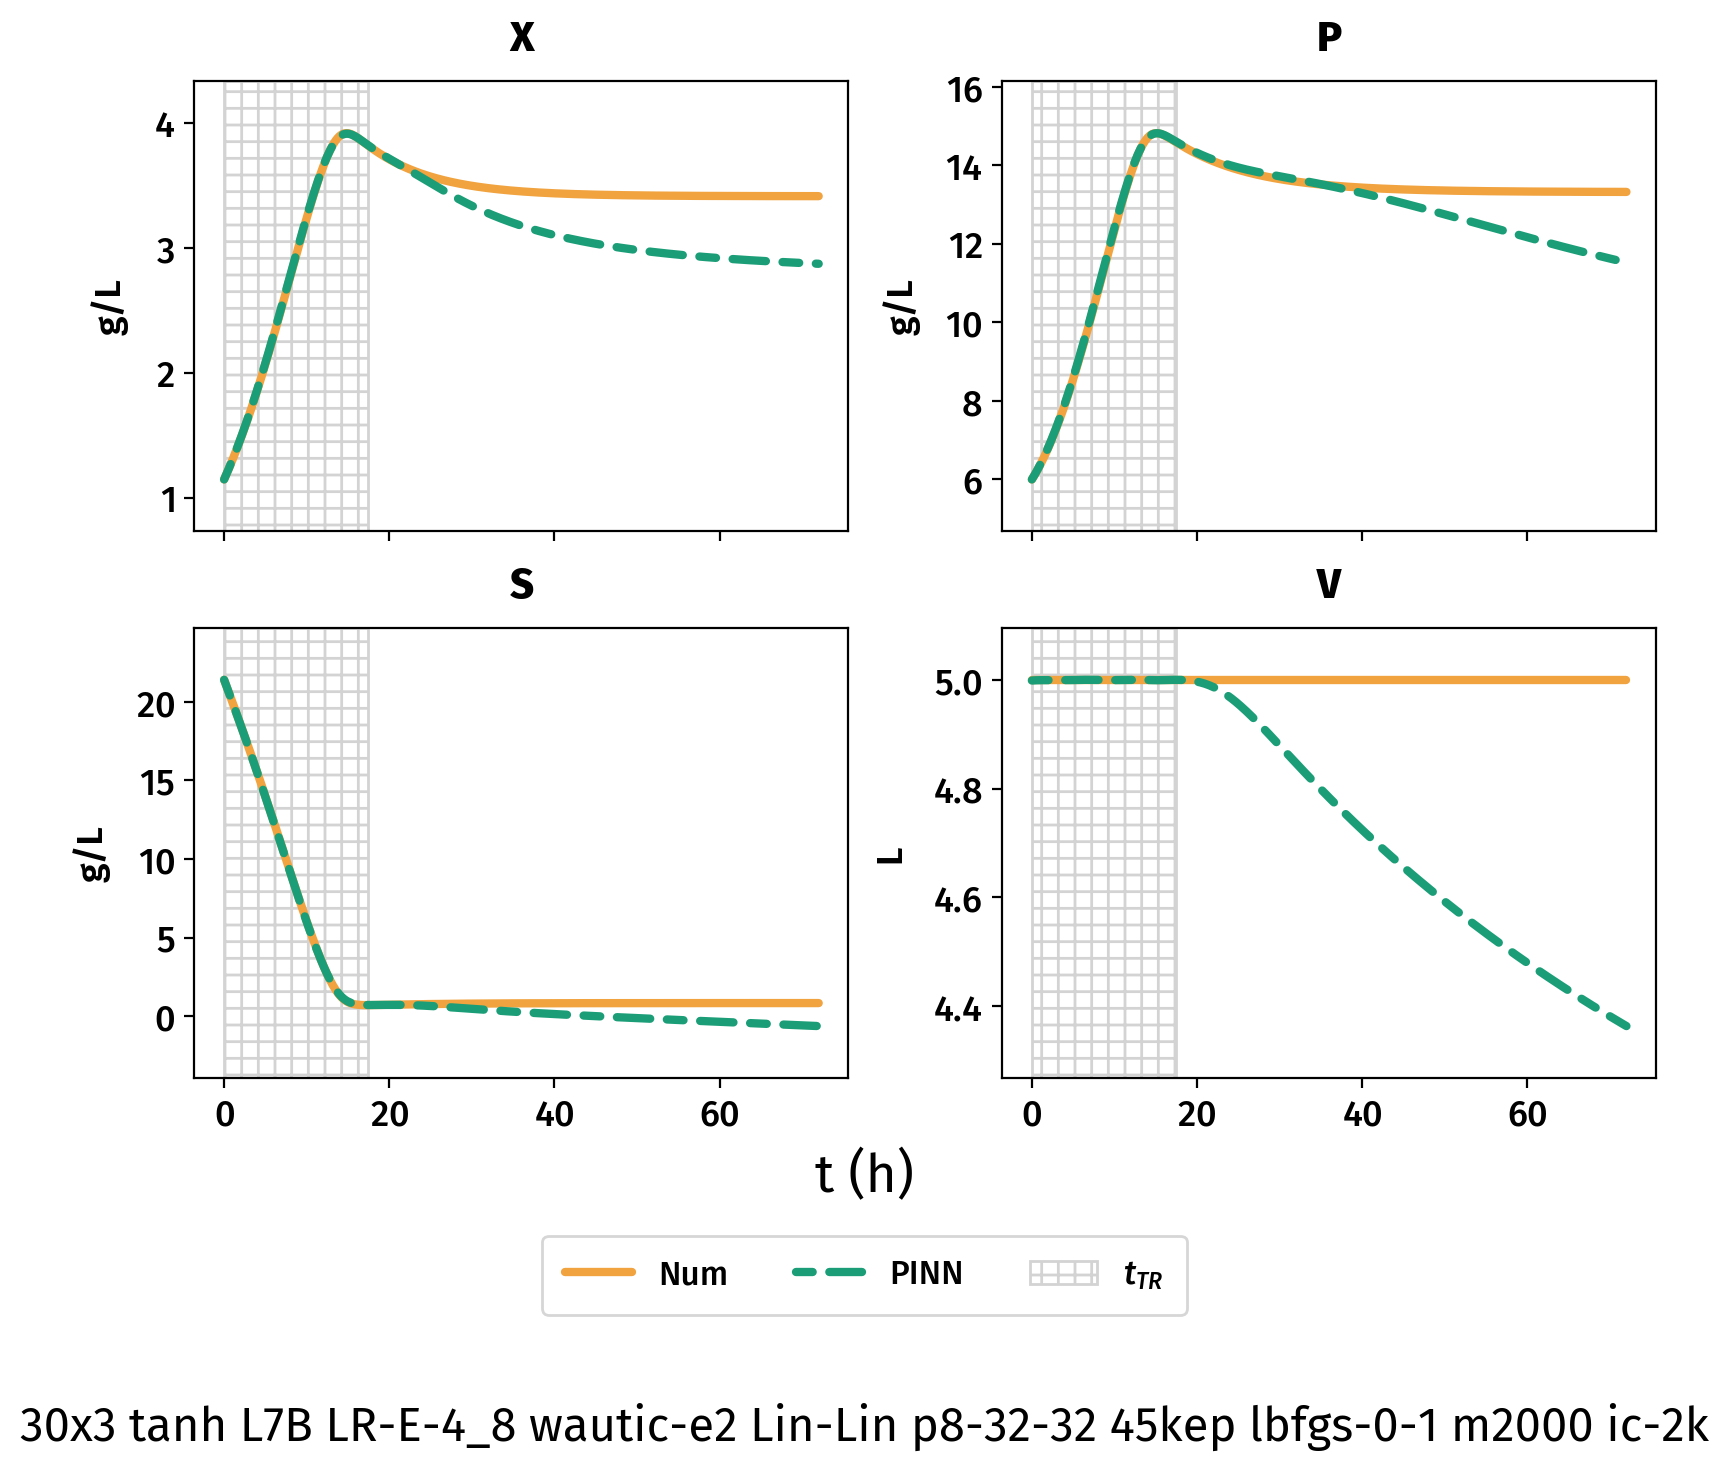 X
P
4
3
2
1
g/L
16
14
12
10
8
6
g/L
S
V
20
15
10
5
0
g/L
5.0
4.8
4.6
4.4
L
0 20 40 60
0 20 40 60
t (h)
Num PINN tTR
30x3 tanh L7B LR-E-4_8 wautic-e2 Lin-Lin p8-32-32 45kep lbfgs-0-1 m2000 ic-2k